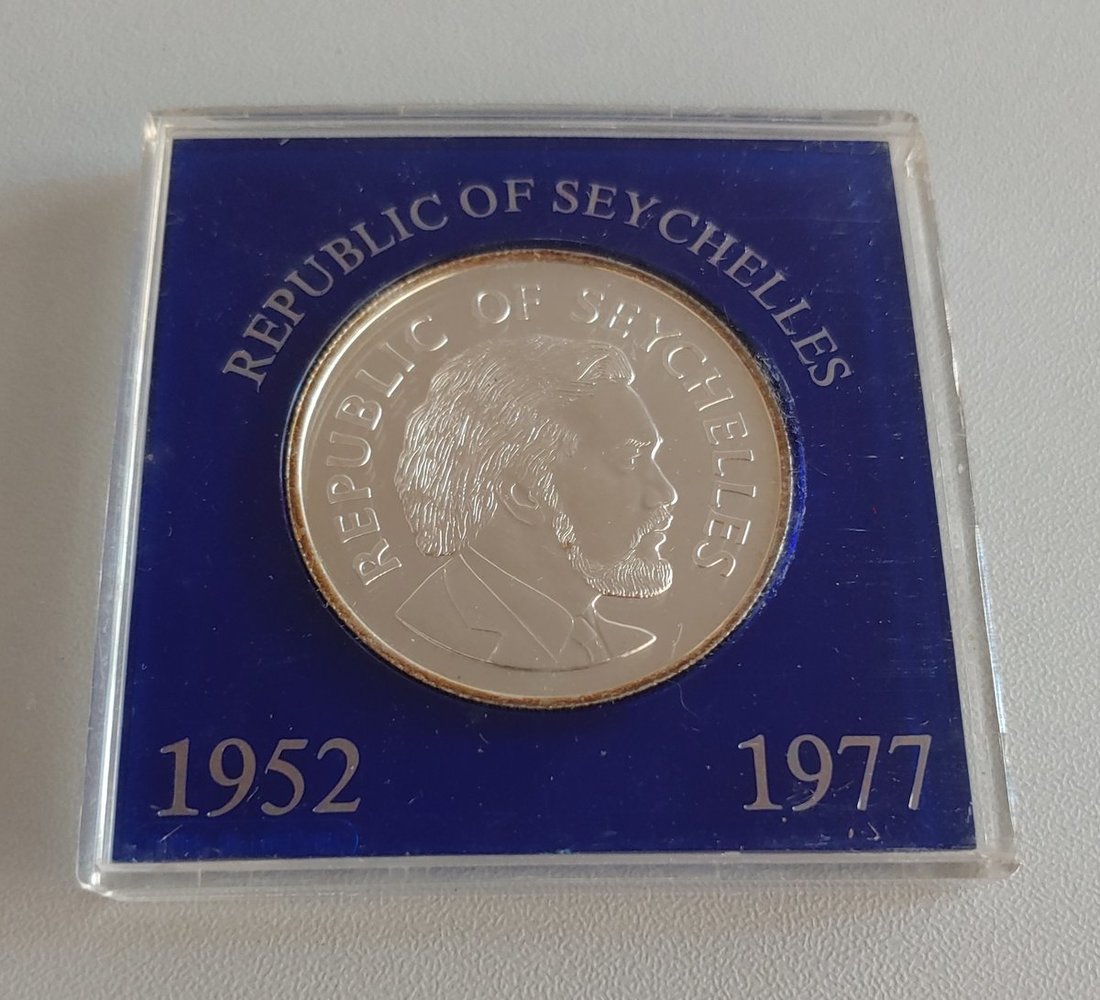 REPUBLIC OF SEYCHELLES
REPUBLIC OF SEYCHELLES
1952 1977